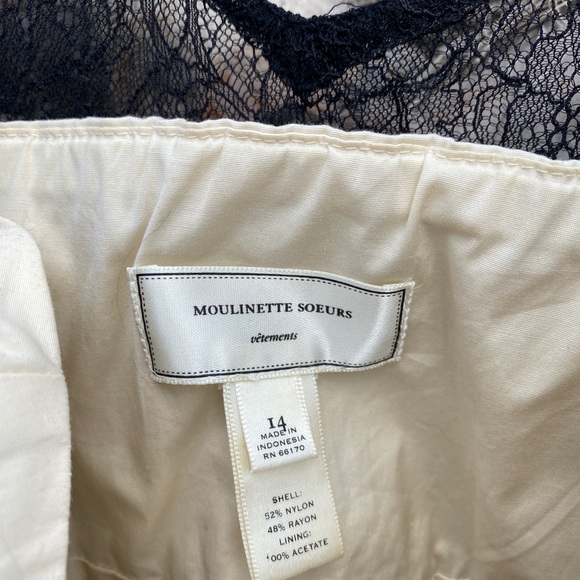 MOULINETTE SOEURS
vêtements
14
MADE IN
INDONESIA
RN 66170
SHELL:
52% NYLON
48% RAYON
LINING:
100% ACETATE